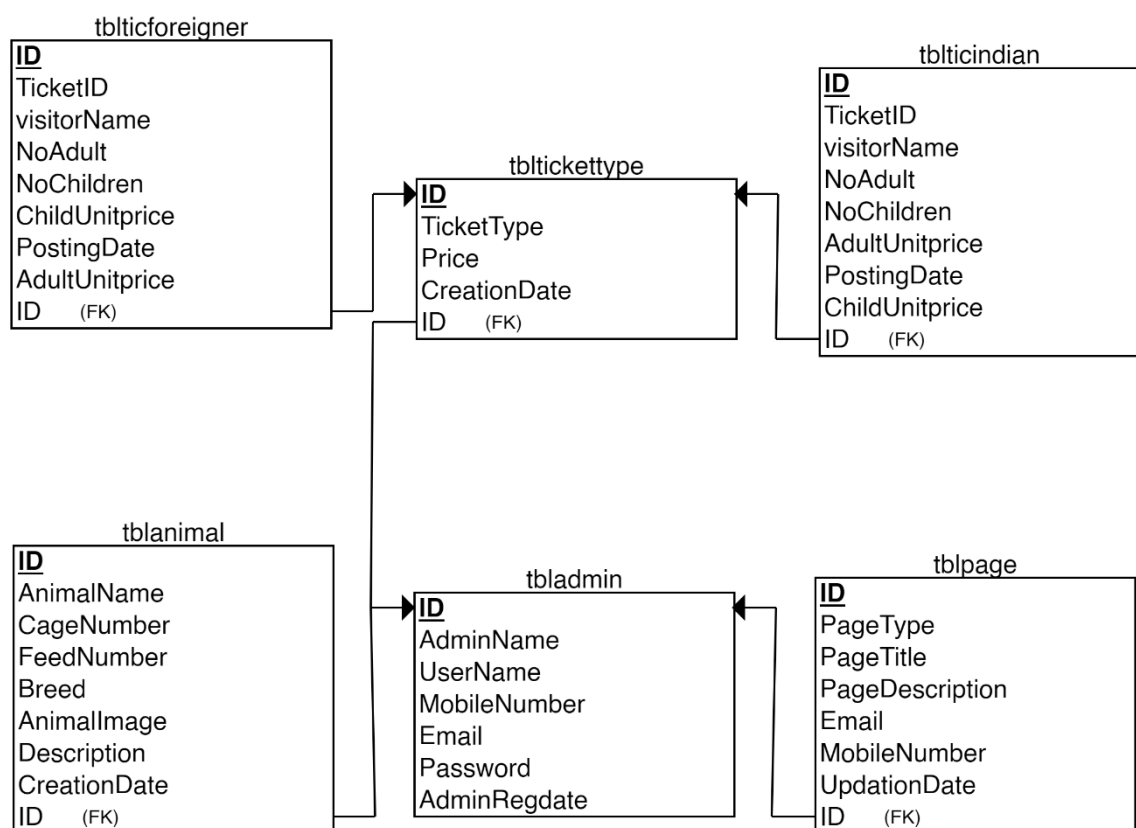 tblticforeigner
ID
TicketID
visitorName
NoAdult
NoChildren
ChildUnitprice
PostingDate
AdultUnitprice
ID (FK)
tbltickettype
ID
TicketType
Price
CreationDate
ID (FK)
tblticindian
ID
TicketID
visitorName
NoAdult
NoChildren
AdultUnitprice
PostingDate
ChildUnitprice
ID (FK)
tblanimal
ID
AnimalName
CageNumber
FeedNumber
Breed
AnimalImage
Description
CreationDate
ID (FK)
tbladmin
ID
AdminName
UserName
MobileNumber
Email
Password
AdminRegdate
tblpage
ID
PageType
PageTitle
PageDescription
Email
MobileNumber
UpdationDate
ID (FK)